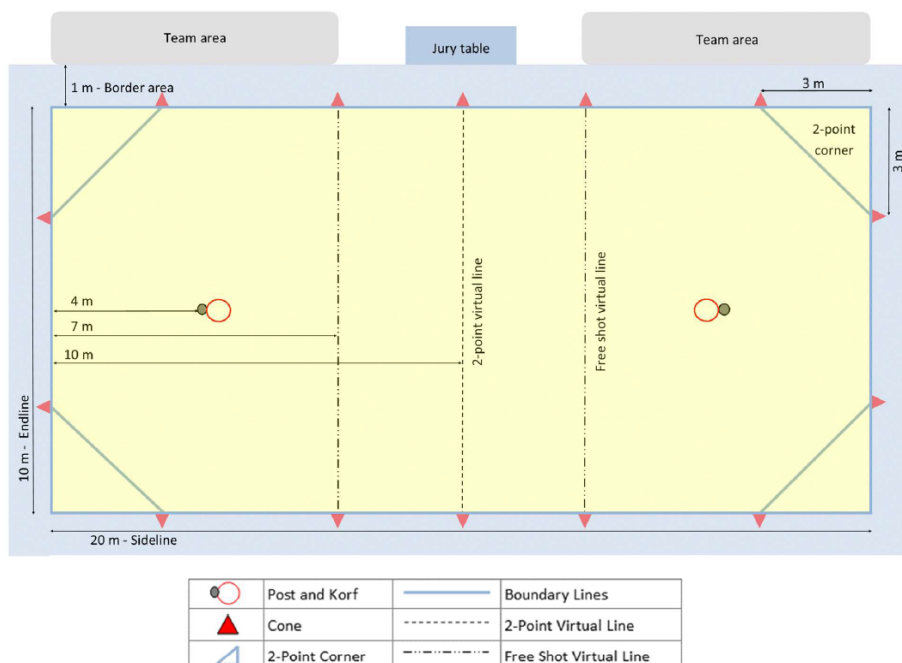 Team area
Jury table
Team area
1 m - Border area
3 m
2-point
corner
3 m
4 m
7 m
10 m
2-point virtual line
Free shot virtual line
10 m - Endline
20 m - Sideline
Post and Korf
Boundary Lines
Cone
2-Point Virtual Line
2-Point Corner
Free Shot Virtual Line